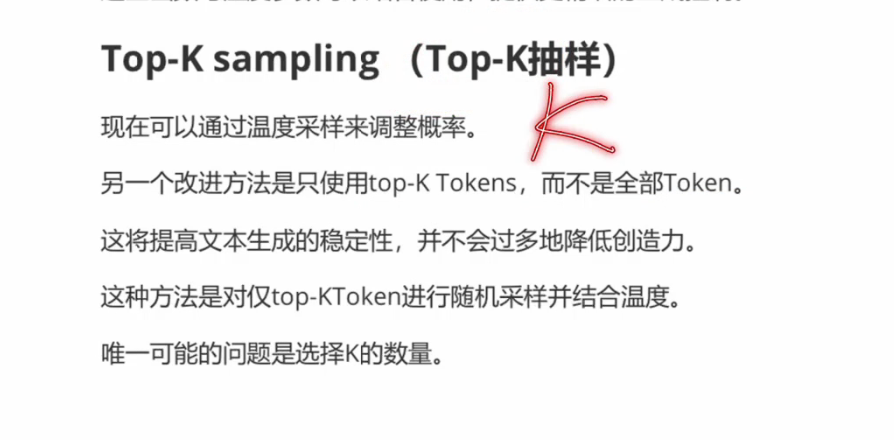 Top-K sampling （Top-K抽样）
K
现在可以通过温度采样来调整概率。
另一个改进方法是只使用top-K Tokens，而不是全部Token。
这将提高文本生成的稳定性，并不会过多地降低创造力。
这种方法是对仅top-KToken进行随机采样并结合温度。
唯一可能的问题是选择K的数量。